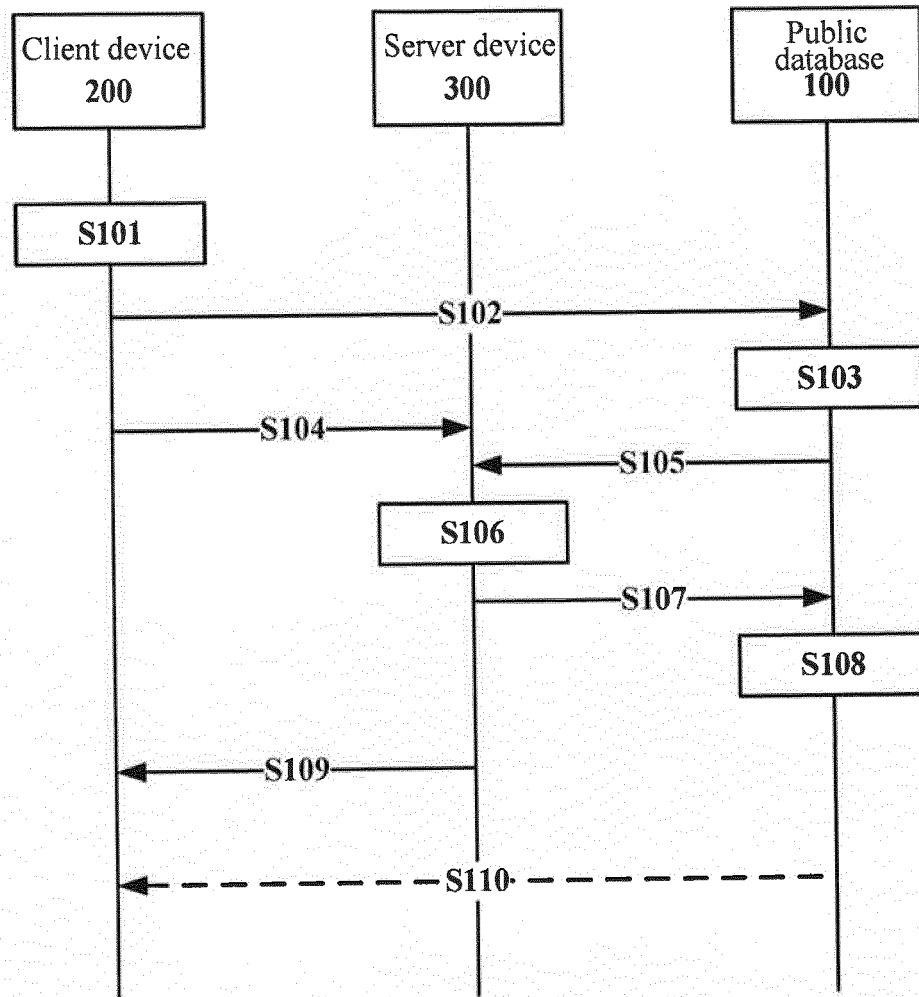 Client device
200
Server device
300
Public
database
100
S101
S102
S103
S104
S105
S106
S107
S108
S109
S110